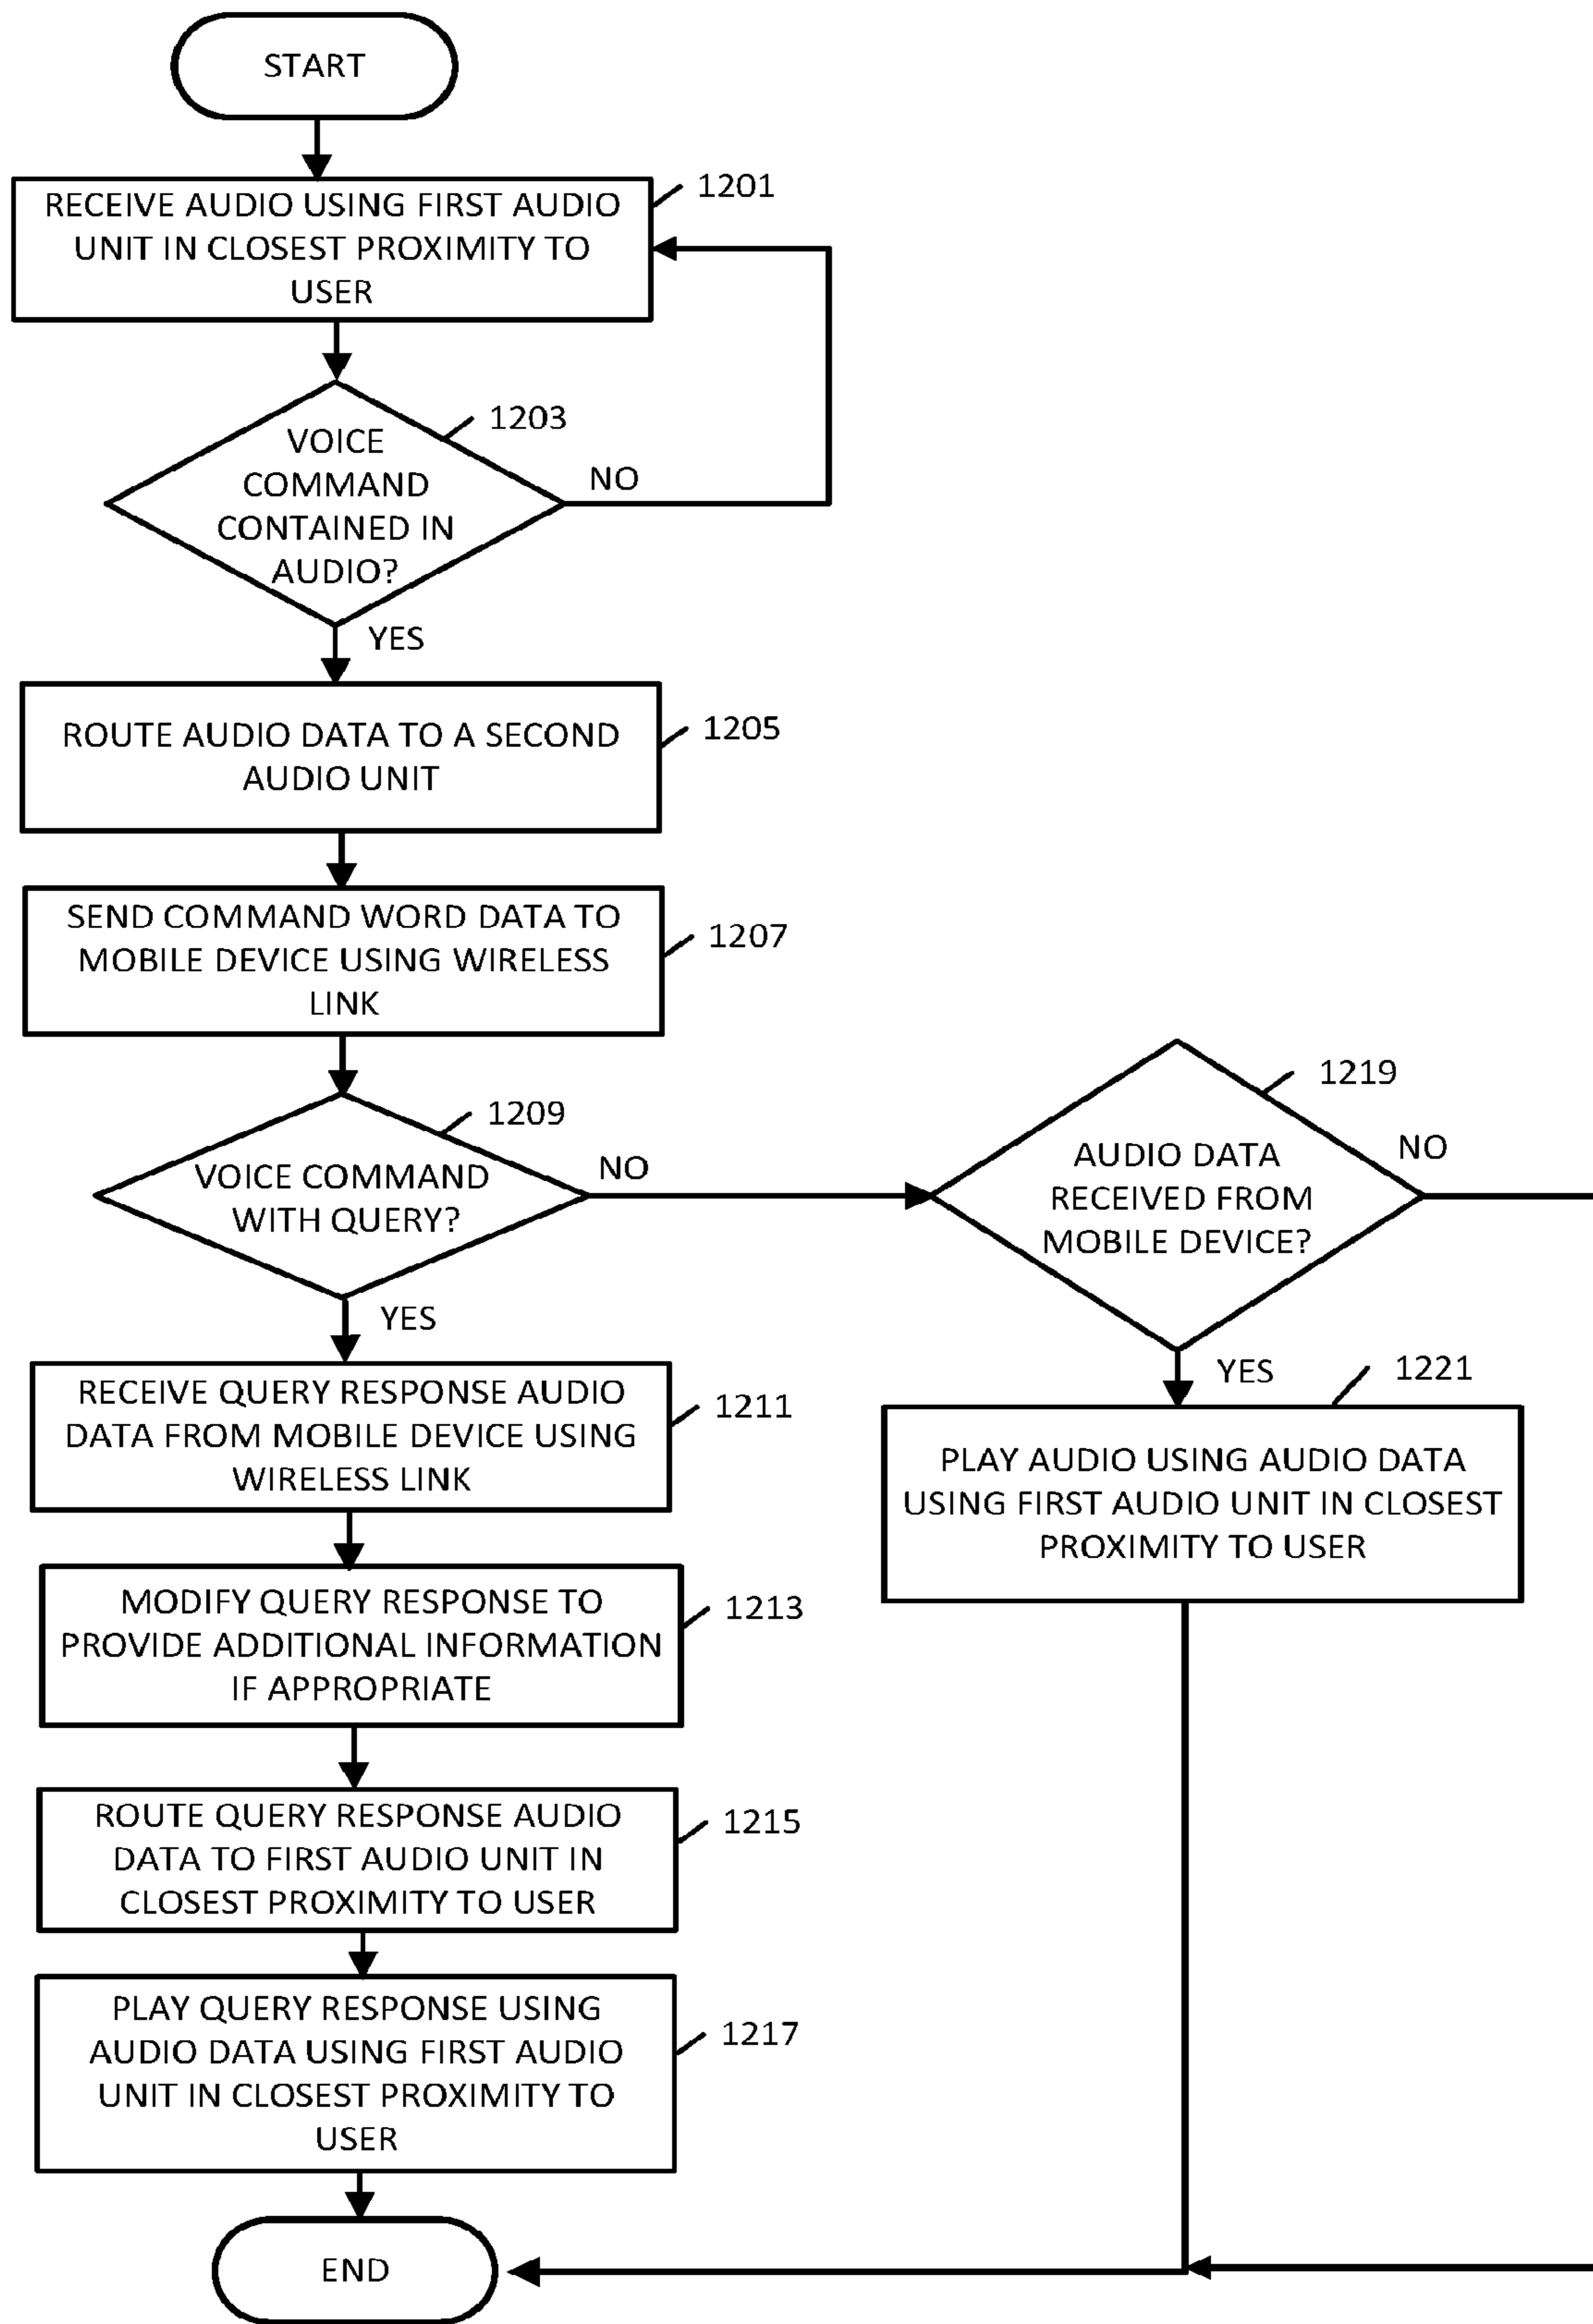 START
RECEIVE AUDIO USING FIRST AUDIO
UNIT IN CLOSEST PROXIMITY TO
USER
1201
VOICE
COMMAND
CONTAINED IN
AUDIO?
1203
NO
YES
ROUTE AUDIO DATA TO A SECOND
AUDIO UNIT
1205
SEND COMMAND WORD DATA TO
MOBILE DEVICE USING WIRELESS
LINK
1207
VOICE COMMAND
WITH QUERY?
1209
NO
YES
RECEIVE QUERY RESPONSE AUDIO
DATA FROM MOBILE DEVICE USING
WIRELESS LINK
1211
MODIFY QUERY RESPONSE TO
PROVIDE ADDITIONAL INFORMATION
IF APPROPRIATE
1213
ROUTE QUERY RESPONSE AUDIO
DATA TO FIRST AUDIO UNIT IN
CLOSEST PROXIMITY TO USER
1215
PLAY QUERY RESPONSE USING
AUDIO DATA USING FIRST AUDIO
UNIT IN CLOSEST PROXIMITY TO
USER
1217
END
AUDIO DATA
RECEIVED FROM
MOBILE DEVICE?
1219
NO
YES
1221
PLAY AUDIO USING AUDIO DATA
USING FIRST AUDIO UNIT IN CLOSEST
PROXIMITY TO USER